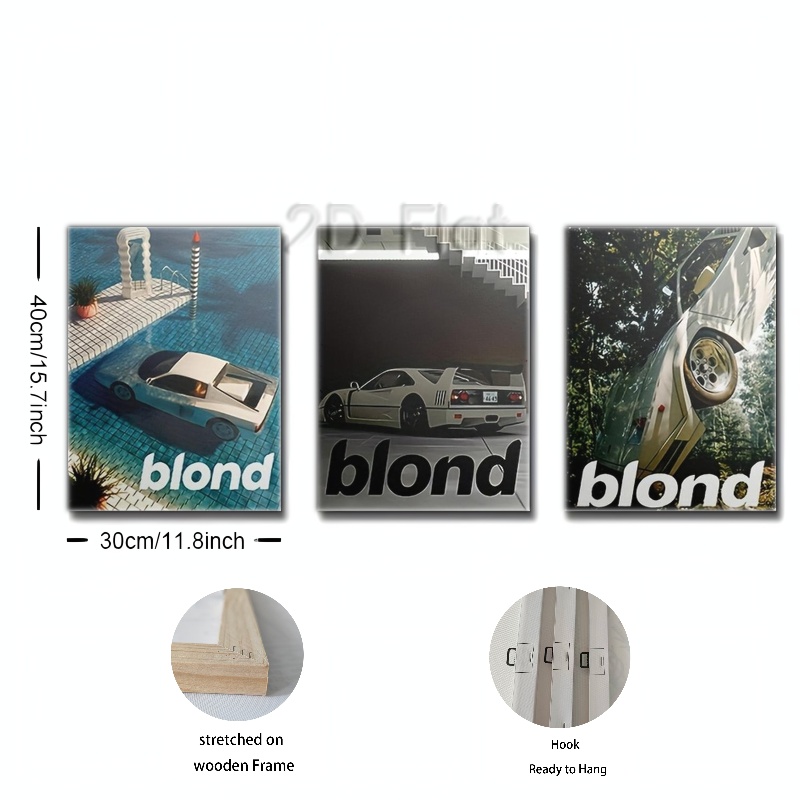 2D Flat
40cm/15.7inch
blond
blond
blond
30cm/11.8inch
stretched on
wooden Frame
Hook
Ready to Hang